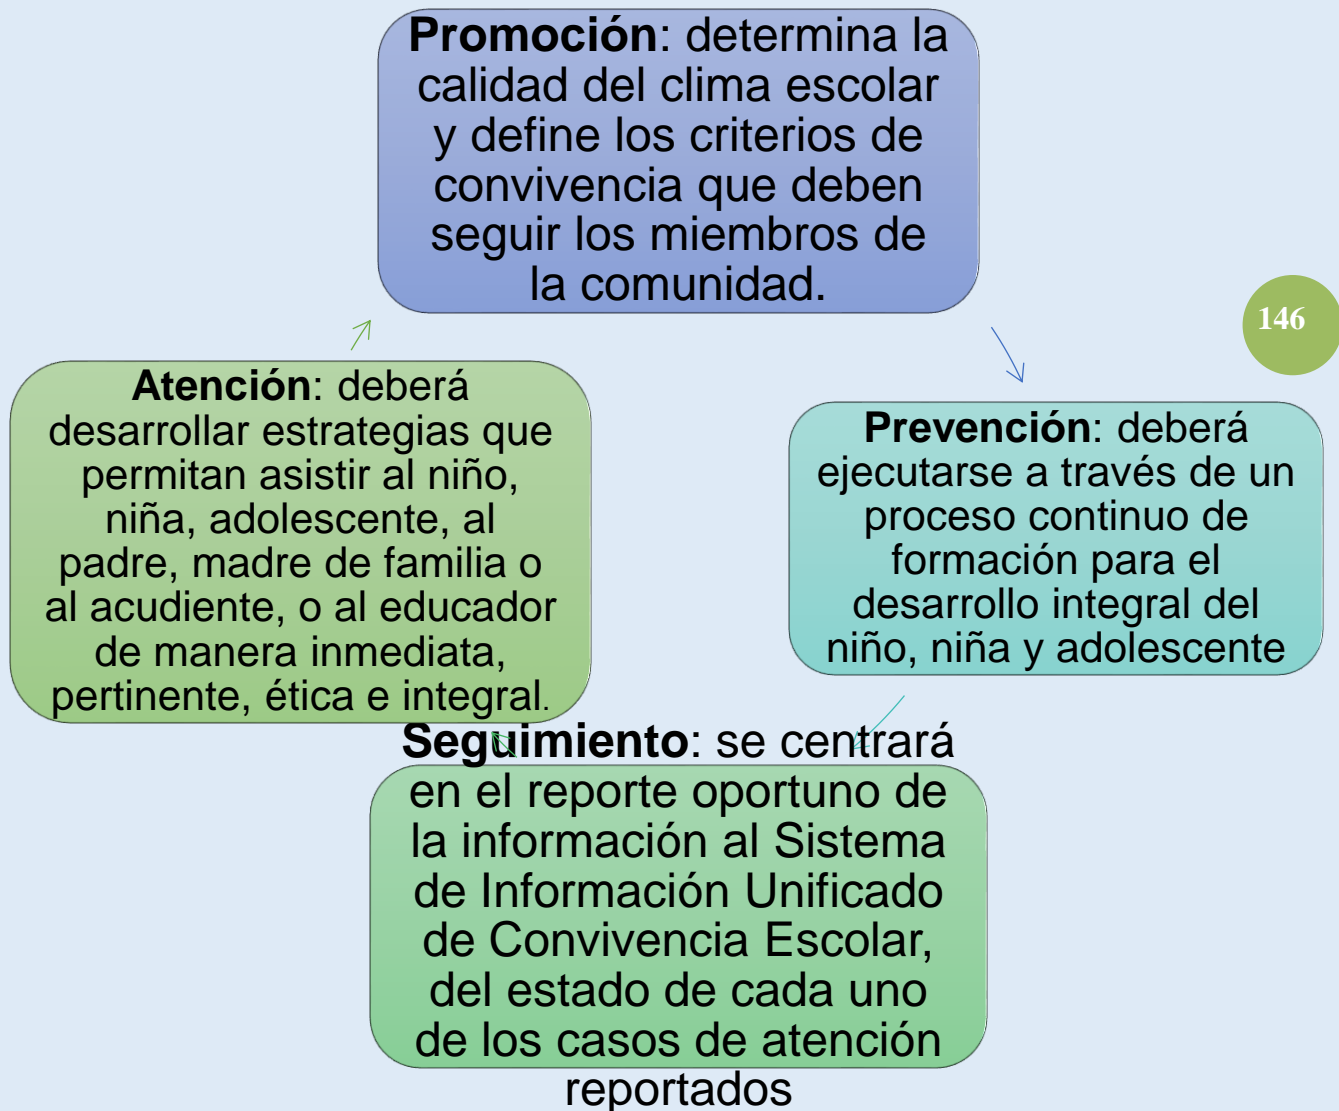 Promoción: determina la
calidad del clima escolar
y define los criterios de
convivencia que deben
seguir los miembros de
la comunidad.
146
Atención: deberá
desarrollar estrategias que
permitan asistir al niño,
niña, adolescente, al
padre, madre de familia o
al acudiente, o al educador
de manera inmediata,
pertinente, ética e integral.
Prevención: deberá
ejecutarse a través de un
proceso continuo de
formación para el
desarrollo integral del
niño, niña y adolescente
Seguimiento: se centrará
en el reporte oportuno de
la información al Sistema
de Información Unificado
de Convivencia Escolar,
del estado de cada uno
de los casos de atención
reportados